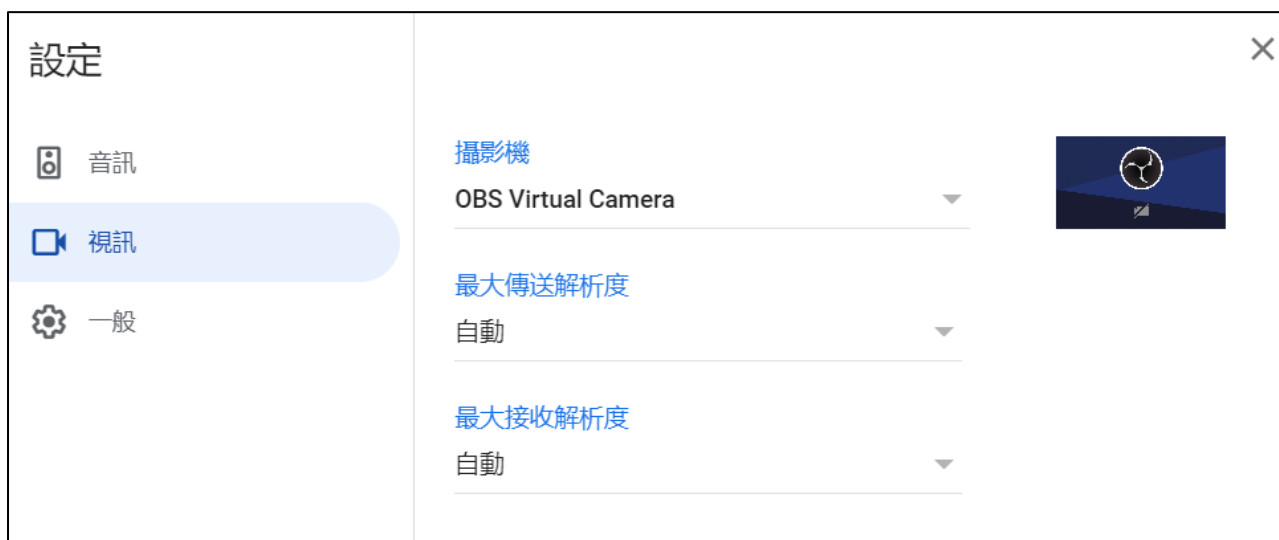 設定
音訊
視訊
一般
攝影機
OBS Virtual Camera
最大傳送解析度
自動
最大接收解析度
自動